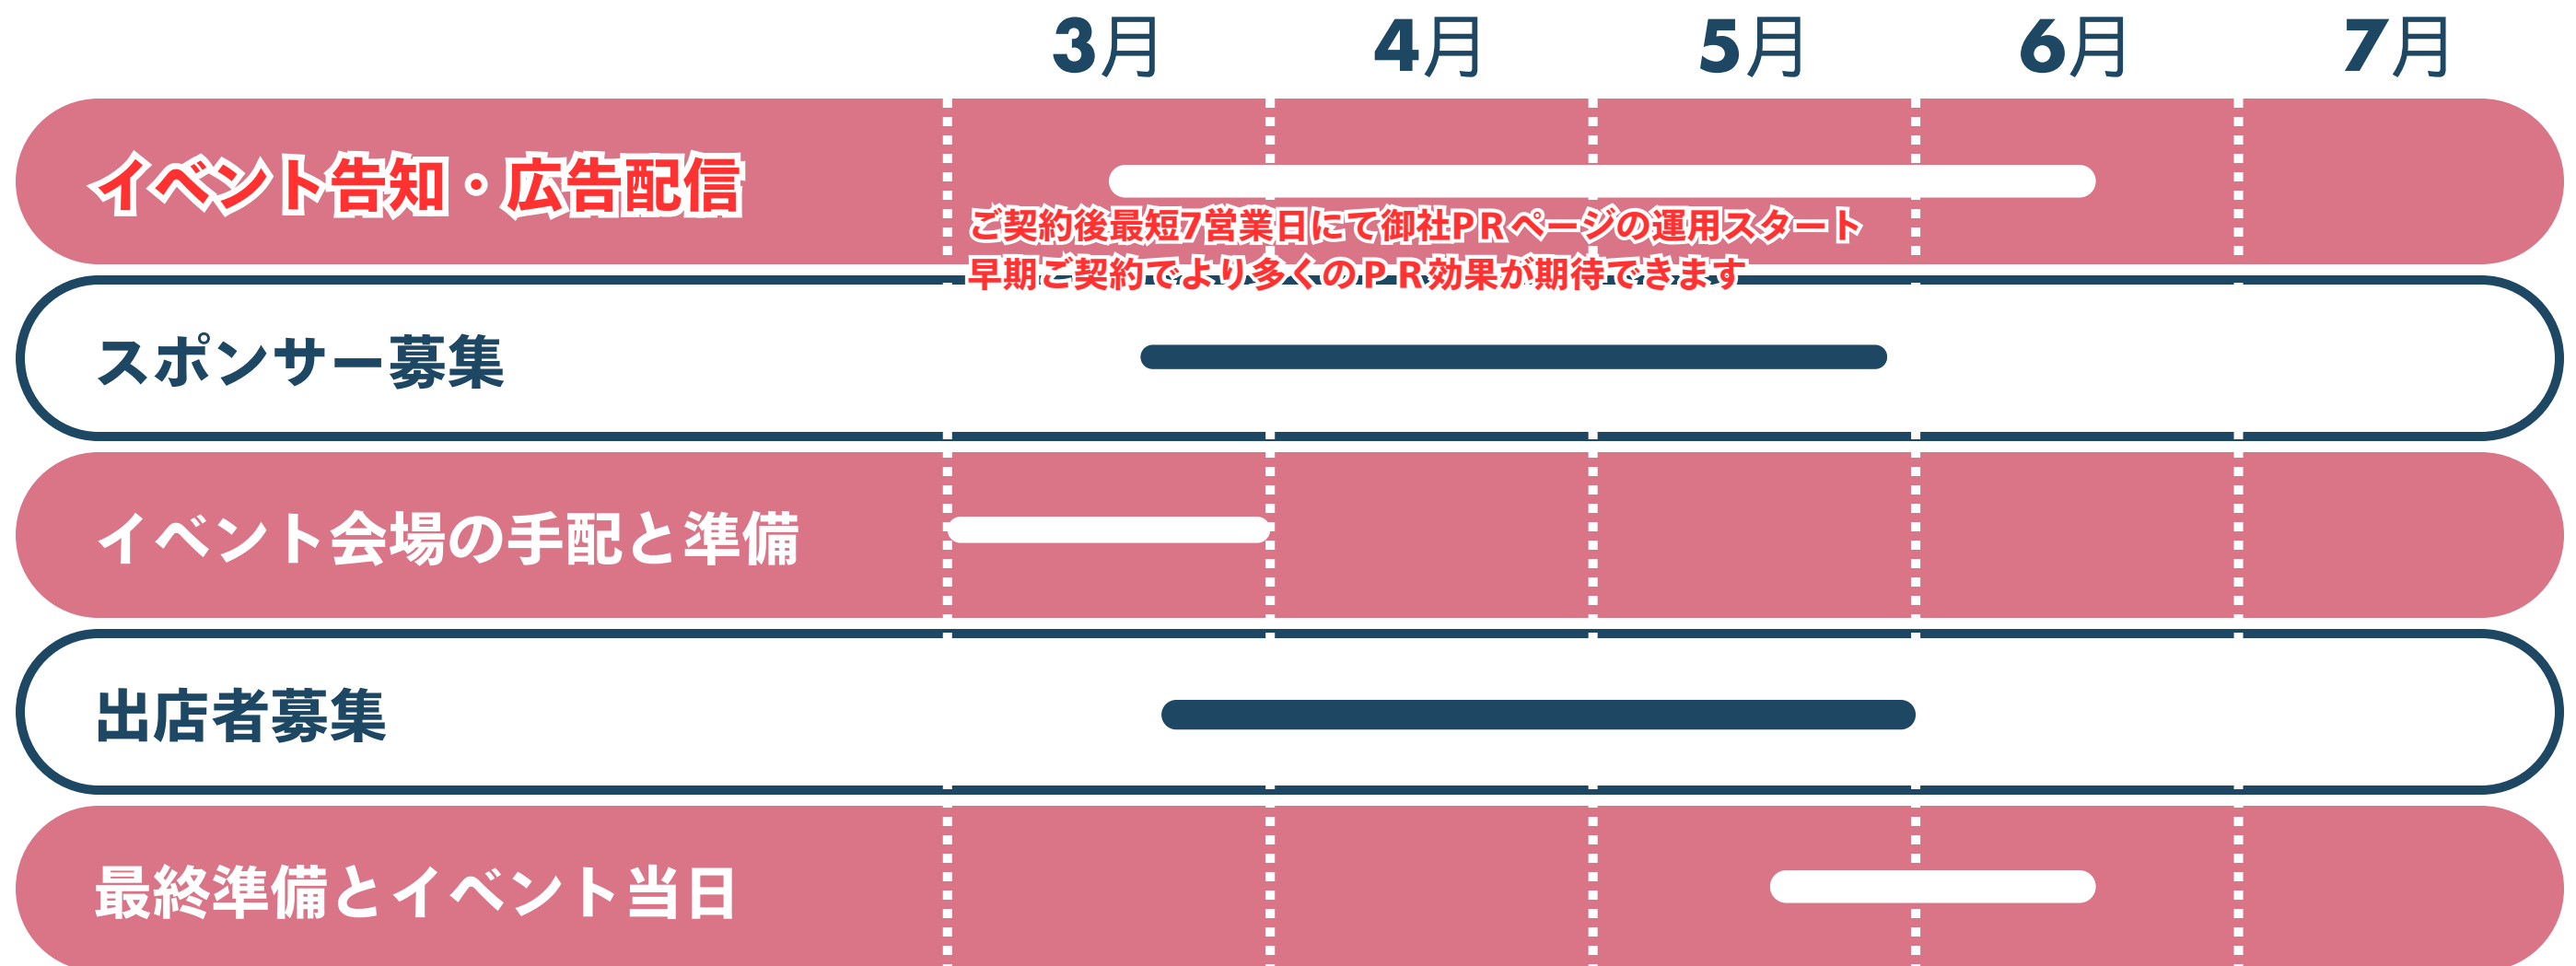 3月 4月 5月 6月 7月
イベント告知・広告配信
ご契約後最短7営業日にて御社PRページの運用スタート
早期ご契約でより多くのPR効果が期待できます
スポンサー募集
イベント会場の手配と準備
出店者募集
最終準備とイベント当日